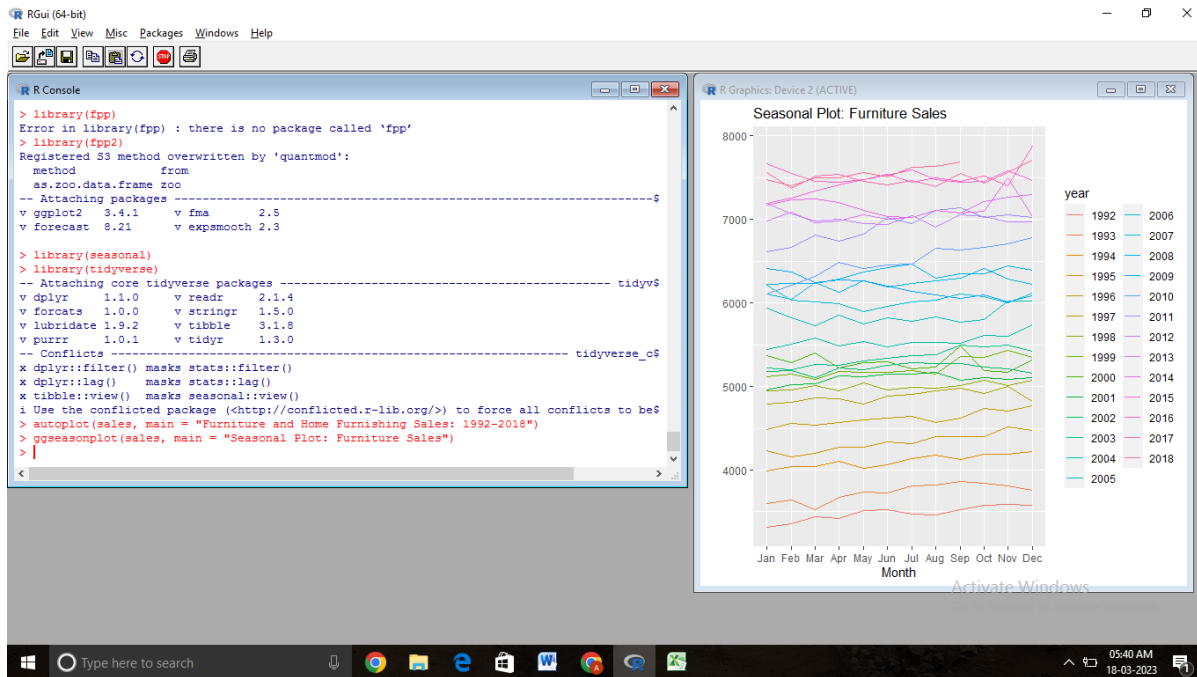 RGui (64-bit)
File Edit View Misc Packages Windows Help
STOP
R Console
> library(fpp)
Error in library(fpp) : there is no package called ‘fpp’
> library(fpp2)
Registered S3 method overwritten by 'quantmod':
method from
as.zoo.data.frame zoo
-- Attaching packages ----------------------------------------------------------$
v ggplot2 3.4.1 v fma 2.5
v forecast 8.21 v expsmooth 2.3
> library(seasonal)
> library(tidyverse)
-- Attaching core tidyverse packages ---------------------------------------- tidyv$
v dplyr 1.1.0 v readr 2.1.4
v forcats 1.0.0 v stringr 1.5.0
v lubridate 1.9.2 v tibble 3.1.8
v purrr 1.0.1 v tidyr 1.3.0
-- Conflicts ---------------------------------------------------------- tidyverse_c$
x dplyr::filter() masks stats::filter()
x dplyr::lag() masks stats::lag()
x tibble::view() masks seasonal::view()
i Use the conflicted package (<http://conflicted.r-lib.org/>) to force all conflicts to be$
> autoplot(sales, main = "Furniture and Home Furnishing Sales: 1992-2018")
> ggseasonplot(sales, main = "Seasonal Plot: Furniture Sales")
>
R Graphics: Device 2 (ACTIVE)
Seasonal Plot: Furniture Sales
8000
7000
6000
5000
4000
Jan Feb Mar Apr May Jun Jul Aug Sep Oct Nov Dec
Month
year
1992 2006
1993 2007
1994 2008
1995 2009
1996 2010
1997 2011
1998 2012
1999 2013
2000 2014
2001 2015
2002 2016
2003 2017
2004 2018
2005
Activate Windows
Type here to search
05:40 AM
18-03-2023
1